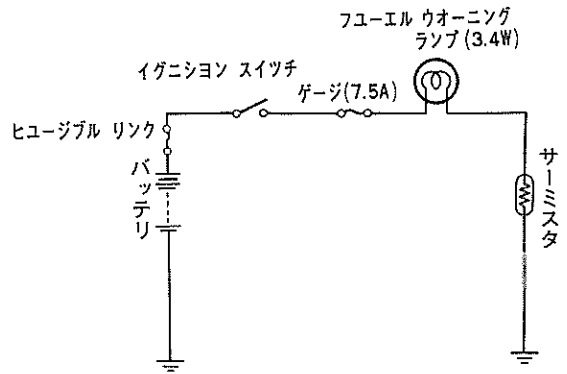 フユーエル ウオーニング
ランプ(3.4W)
イグニシヨン スイツチ
ゲージ(7.5A)
ヒユージブル リンク
バッテリ
サーミスタ